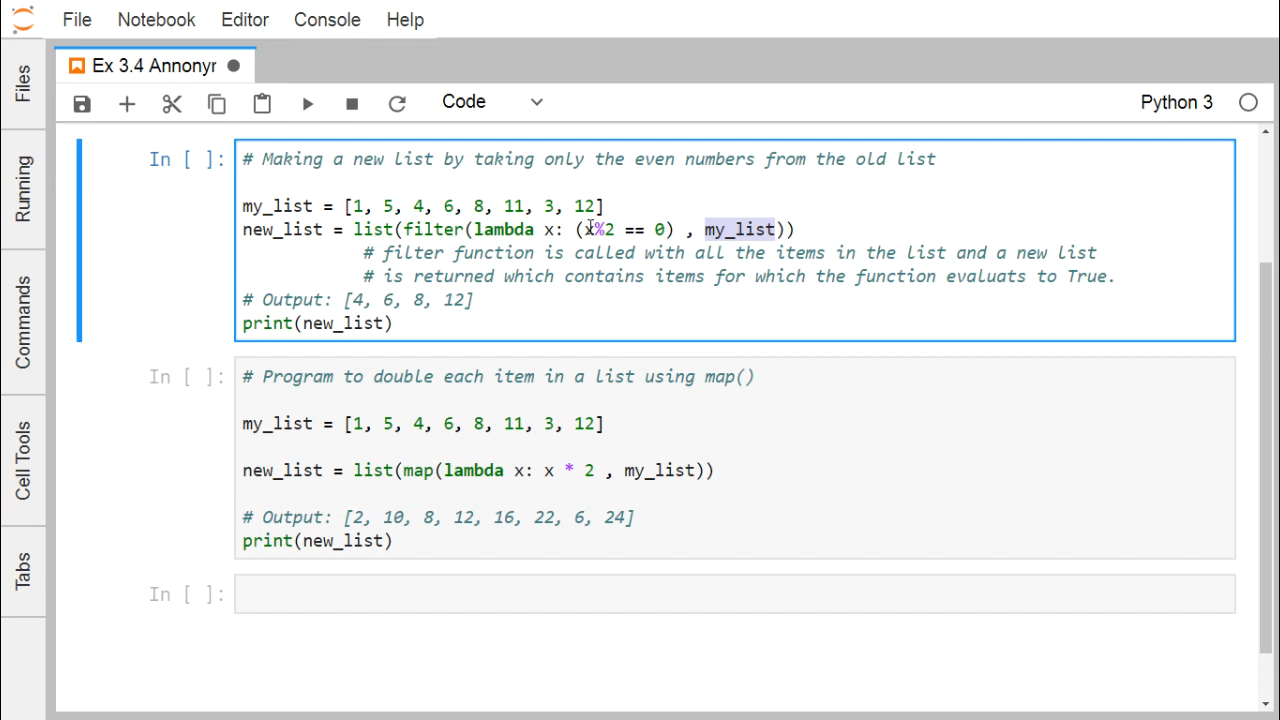 File Notebook Editor Console Help
Ex 3.4 Annonyr
Code Python 3
Files
Running
Commands
Cell Tools
Tabs
In [ ]:
# Making a new list by taking only the even numbers from the old list
my_list = [1, 5, 4, 6, 8, 11, 3, 12]
new_list = list(filter(lambda x: (x%2 == 0) , my_list))
# filter function is called with all the items in the list and a new list
# is returned which contains items for which the function evaluates to True.
# Output: [4, 6, 8, 12]
print(new_list)
In [ ]:
# Program to double each item in a list using map()
my_list = [1, 5, 4, 6, 8, 11, 3, 12]
new_list = list(map(lambda x: x * 2 , my_list))
# Output: [2, 10, 8, 12, 16, 22, 6, 24]
print(new_list)
In [ ]: